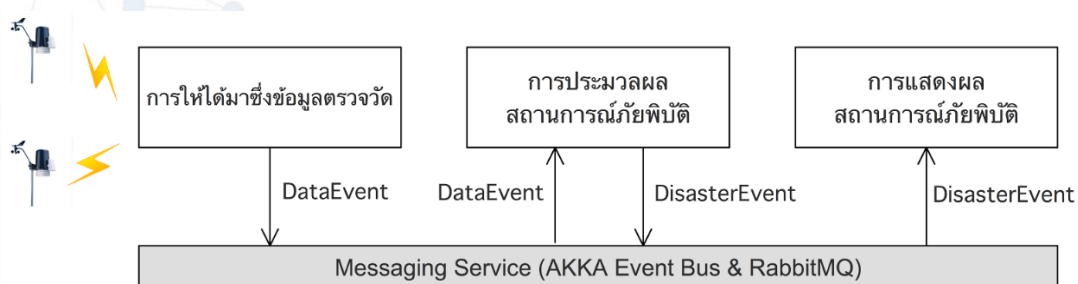 การให้ได้มาซึ่งข้อมูลตรวจวัด
การประมวลผล
สถานการณ์ภัยพิบัติ
การแสดงผล
สถานการณ์ภัยพิบัติ
DataEvent
DataEvent
DisasterEvent
DisasterEvent
Messaging Service (AKKA Event Bus & RabbitMQ)